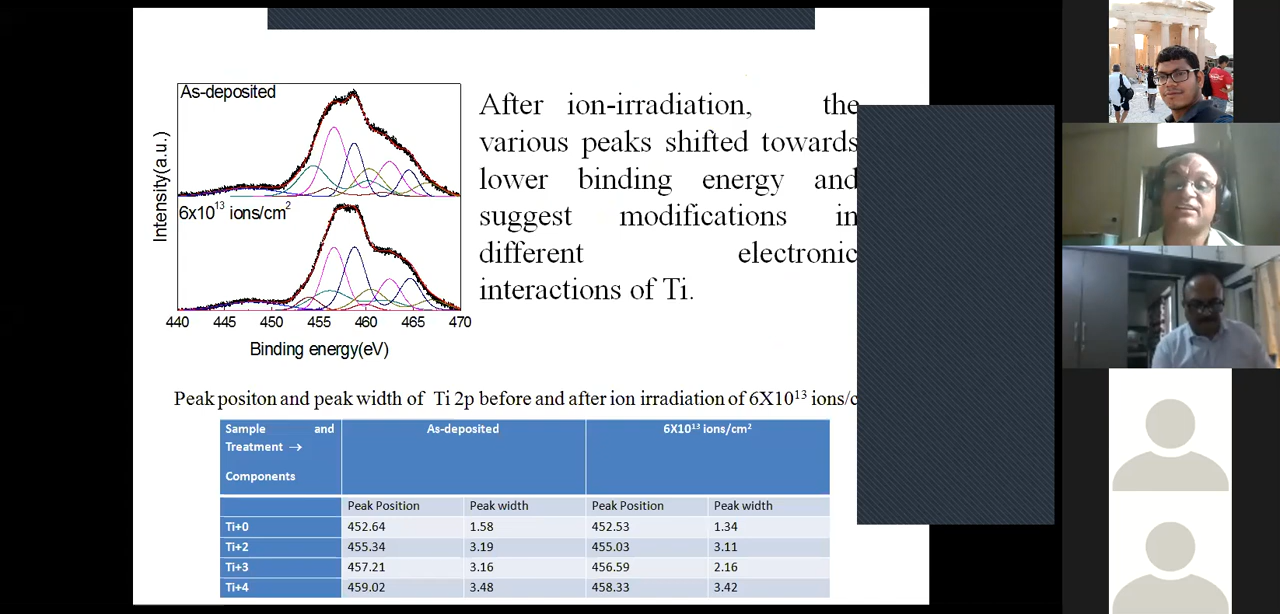 As-deposited
6x10¹³ ions/cm²
Intensity(a.u.)
440 445 450 455 460 465 470
Binding energy(eV)
After ion-irradiation, the
various peaks shifted towards
lower binding energy and
suggest modifications in
different electronic
interactions of Ti.
Peak positon and peak width of Ti 2p before and after ion irradiation of 6X10¹³ ions/c
Sample and As-deposited 6X10¹³ ions/cm²
Treatment →
Components
Peak Position Peak width Peak Position Peak width
Ti+0 452.64 1.58 452.53 1.34
Ti+2 455.34 3.19 455.03 3.11
Ti+3 457.21 3.16 456.59 2.16
Ti+4 459.02 3.48 458.33 3.42